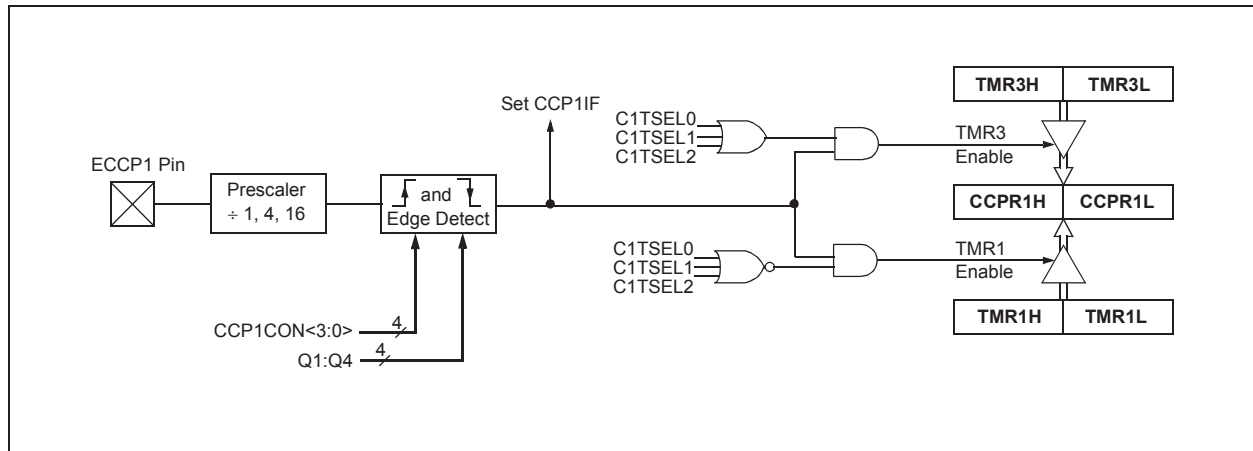 ECCP1 Pin
Prescaler
÷ 1, 4, 16
and
Edge Detect
CCP1CON<3:0>
4
Q1:Q4
4
Set CCP1IF
C1TSEL0
C1TSEL1
C1TSEL2
C1TSEL0
C1TSEL1
C1TSEL2
TMR3
Enable
TMR1
Enable
TMR3H TMR3L
CCPR1H CCPR1L
TMR1H TMR1L